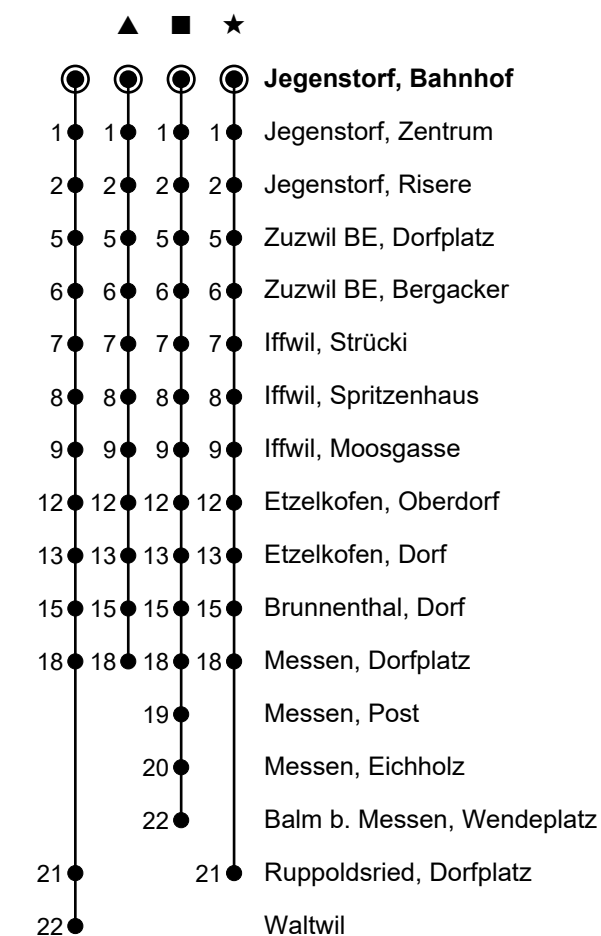 ▲ ■ ★
Jegenstorf, Bahnhof
1 1 1 1 Jegenstorf, Zentrum
2 2 2 2 Jegenstorf, Risere
5 5 5 5 Zuzwil BE, Dorfplatz
6 6 6 6 Zuzwil BE, Bergacker
7 7 7 7 Iffwil, Strücki
8 8 8 8 Iffwil, Spritzenhaus
9 9 9 9 Iffwil, Moosgasse
12 12 12 12 Etzelkofen, Oberdorf
13 13 13 13 Etzelkofen, Dorf
15 15 15 15 Brunnenthal, Dorf
18 18 18 18 Messen, Dorfplatz
19 Messen, Post
20 Messen, Eichholz
22 Balm b. Messen, Wendeplatz
21 21 Ruppoldsried, Dorfplatz
22 Waltwil